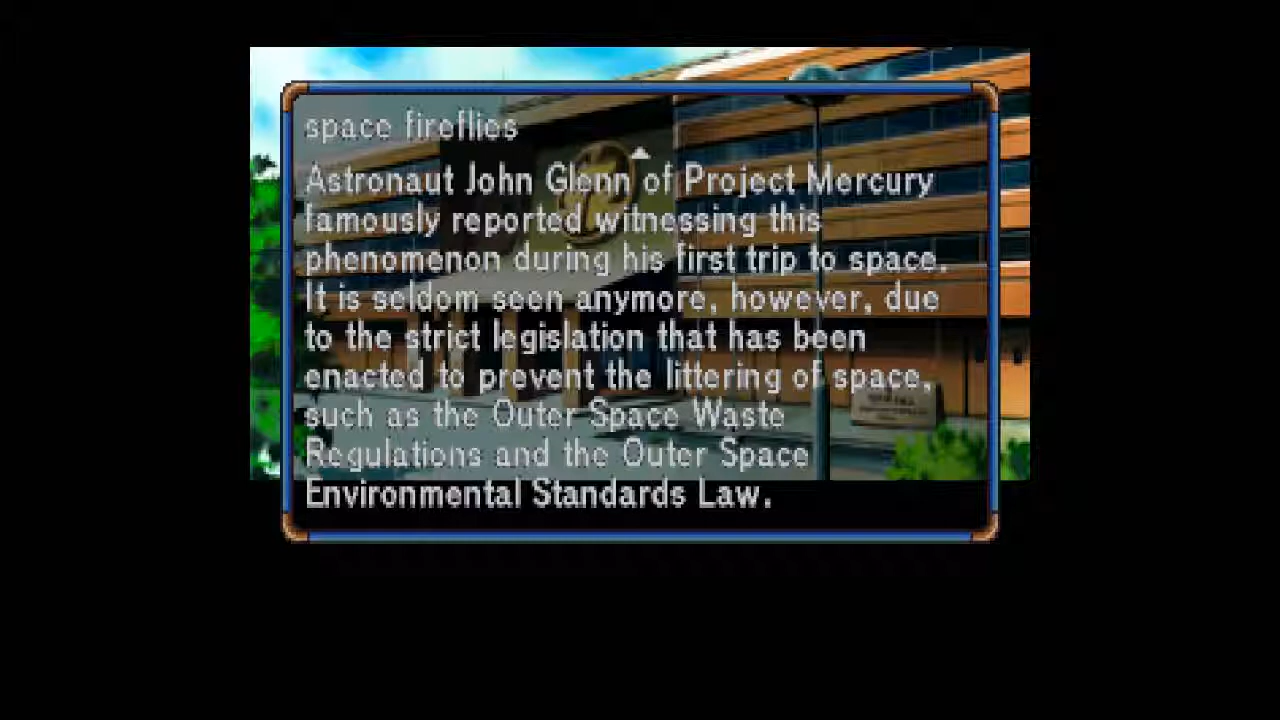 space fireflies
Astronaut John Glenn of Project Mercury
famously reported witnessing this
phenomenon during his first trip to space.
It is seldom seen anymore, however, due
to the strict legislation that has been
enacted to prevent the littering of space,
such as the Outer Space Waste
Regulations and the Outer Space
Environmental Standards Law.